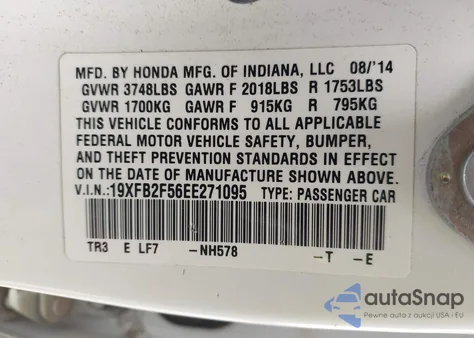 MFD. BY HONDA MFG. OF INDIANA, LLC 08/'14
GVWR 3748LBS GAWR F 2018LBS R 1753LBS
GVWR 1700KG GAWR F 915KG R 795KG
THIS VEHICLE CONFORMS TO ALL APPLICABLE
FEDERAL MOTOR VEHICLE SAFETY, BUMPER,
AND THEFT PREVENTION STANDARDS IN EFFECT
ON THE DATE OF MANUFACTURE SHOWN ABOVE.
V.I.N.: 19XFB2F56EE271095 TYPE: PASSENGER CAR
TR3 E LF7 -NH578 -T -E
autoSnap
Pewne auta z aukcji USA i EU